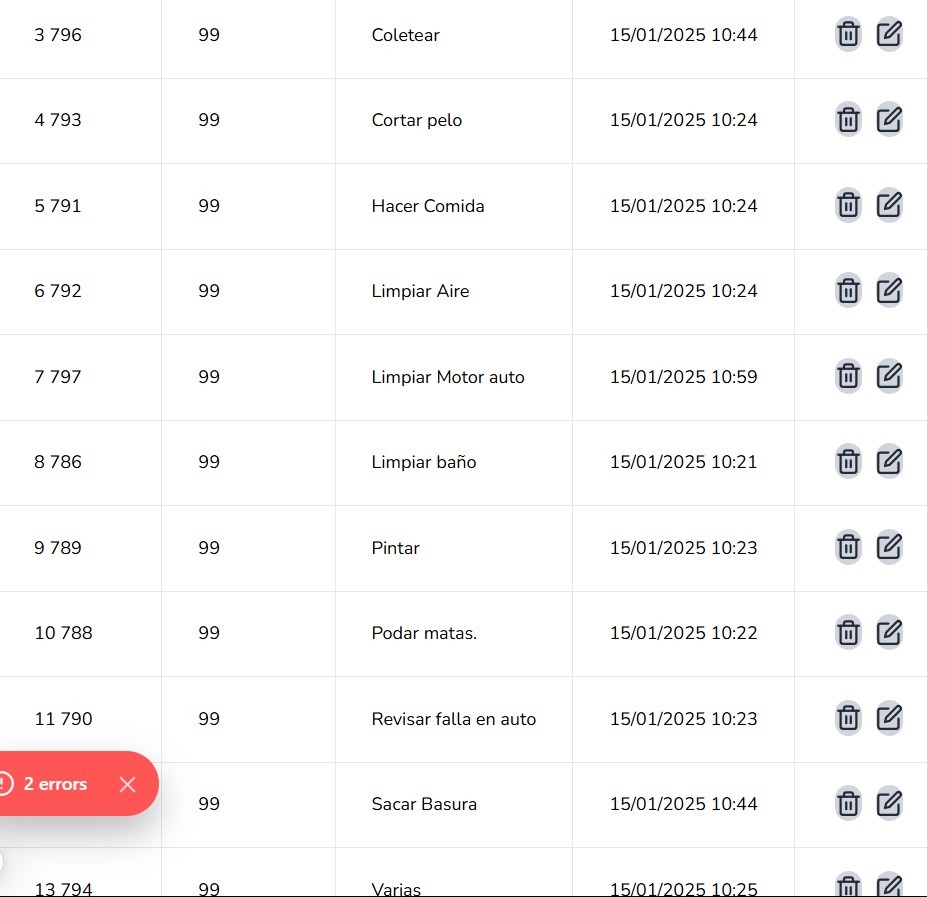 3 796 99 Coletear 15/01/2025 10:44
4 793 99 Cortar pelo 15/01/2025 10:24
5 791 99 Hacer Comida 15/01/2025 10:24
6 792 99 Limpiar Aire 15/01/2025 10:24
7 797 99 Limpiar Motor auto 15/01/2025 10:59
8 786 99 Limpiar baño 15/01/2025 10:21
9 789 99 Pintar 15/01/2025 10:23
10 788 99 Podar matas. 15/01/2025 10:22
11 790 99 Revisar falla en auto 15/01/2025 10:23
2 errors
99 Sacar Basura 15/01/2025 10:44
13 794 99 Varias 15/01/2025 10:25